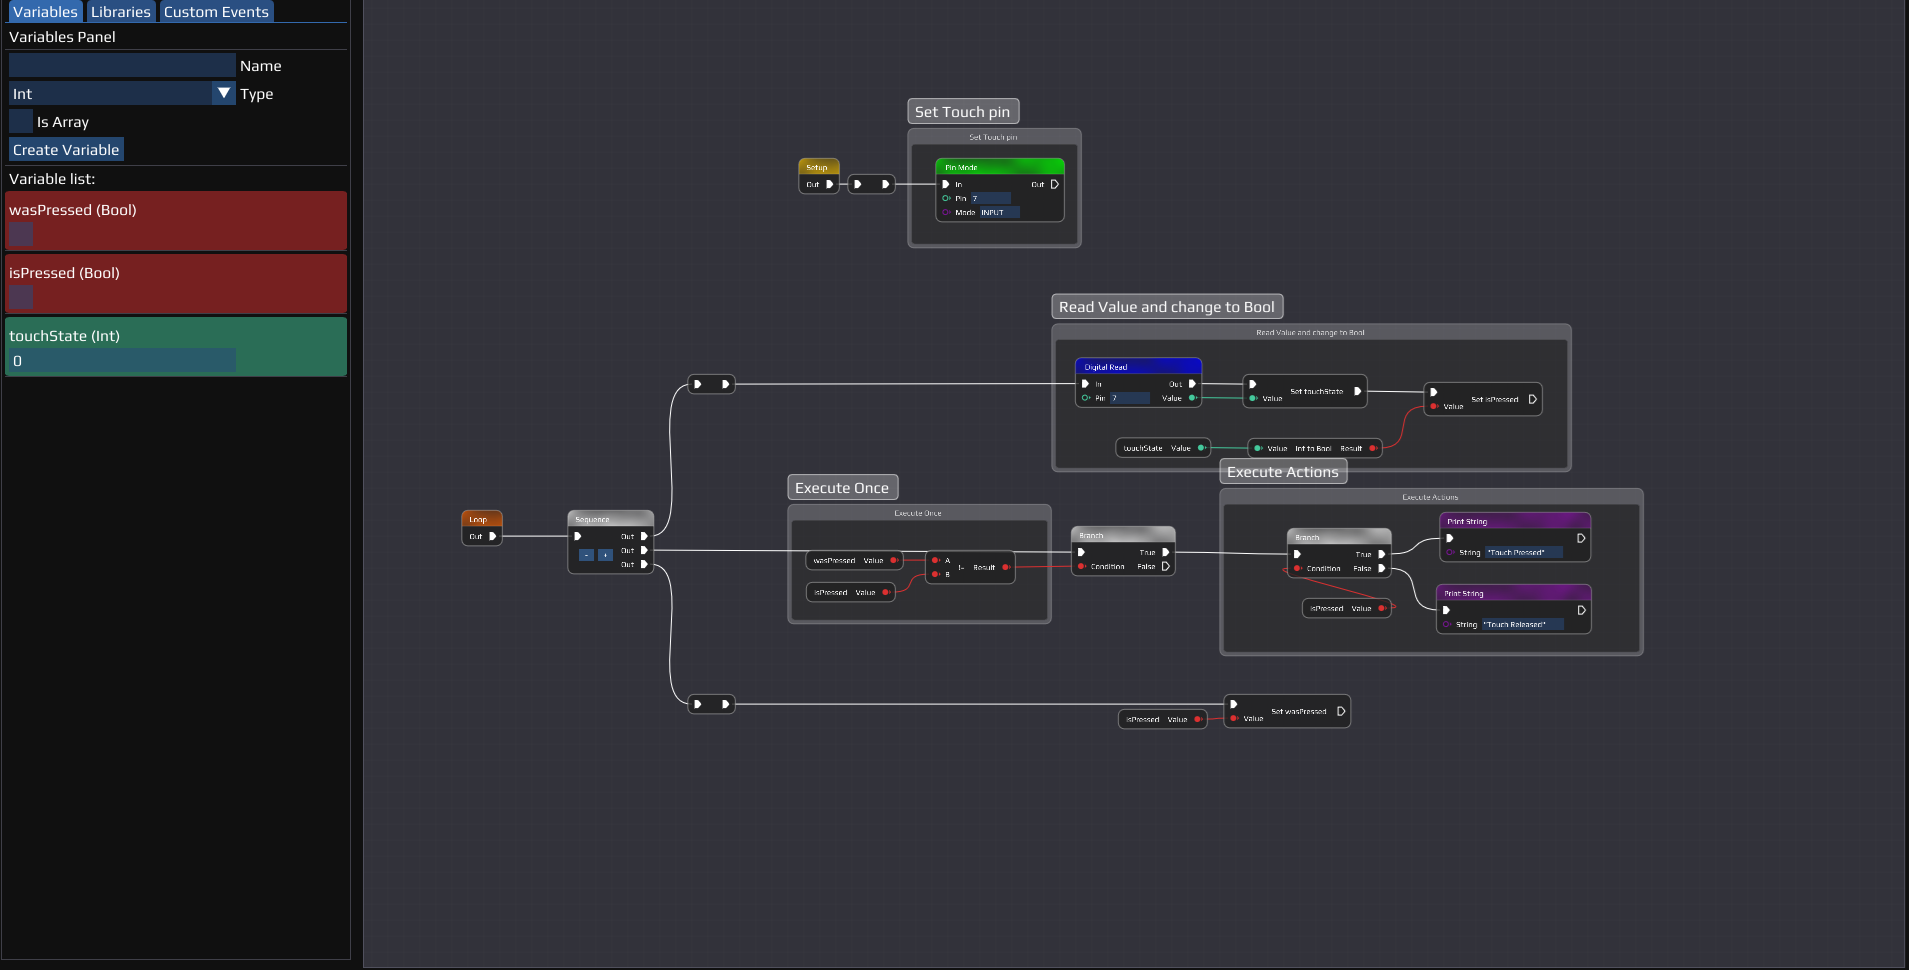 Variables Libraries Custom Events
Variables Panel
Name
Int Type
Is Array
Create Variable
Variable list:
wasPressed (Bool)
isPressed (Bool)
touchState (Int)
0
Set Touch pin
Set Touch pin
Setup
Out
Pin Mode
In Out
Pin 7
Mode INPUT
Read Value and change to Bool
Read Value and change to Bool
Digital Read
In Out
Pin 7 Value
Set touchState
Value
Set isPressed
Value
touchState Value
Value Int to Bool Result
Loop
Out
Sequence
Out
- + Out
Out
Execute Once
Execute Once
wasPressed Value
isPressed Value
A
!= Result
B
Branch
True
Condition False
Execute Actions
Execute Actions
Branch
True
Condition False
isPressed Value
Print String
String "Touch Pressed"
Print String
String "Touch Released"
isPressed Value
Set wasPressed
Value